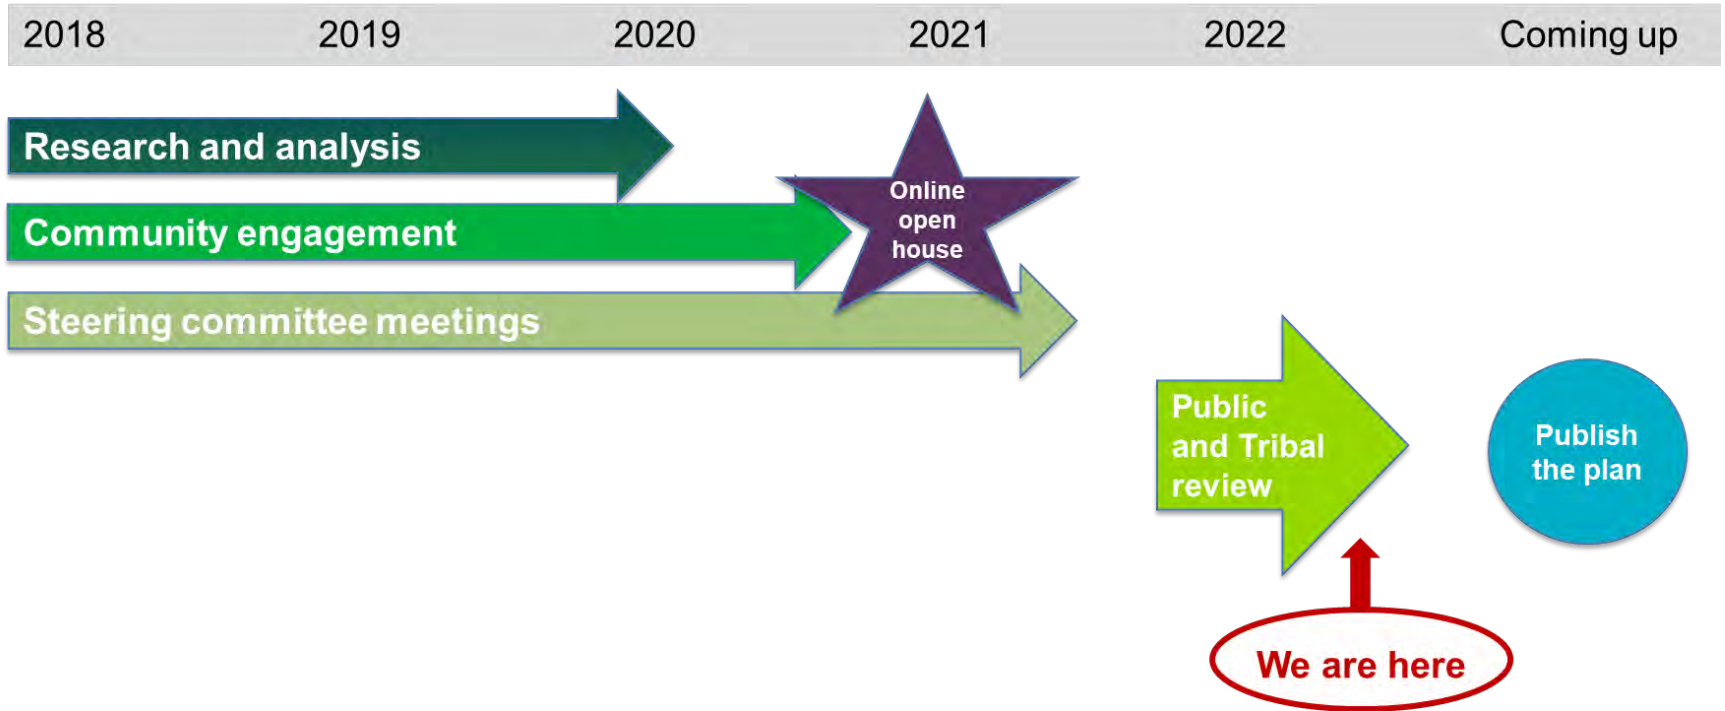 2018 2019 2020 2021 2022 Coming up
Research and analysis
Community engagement
Online
open
house
Steering committee meetings
Public
and Tribal
review
Publish
the plan
We are here